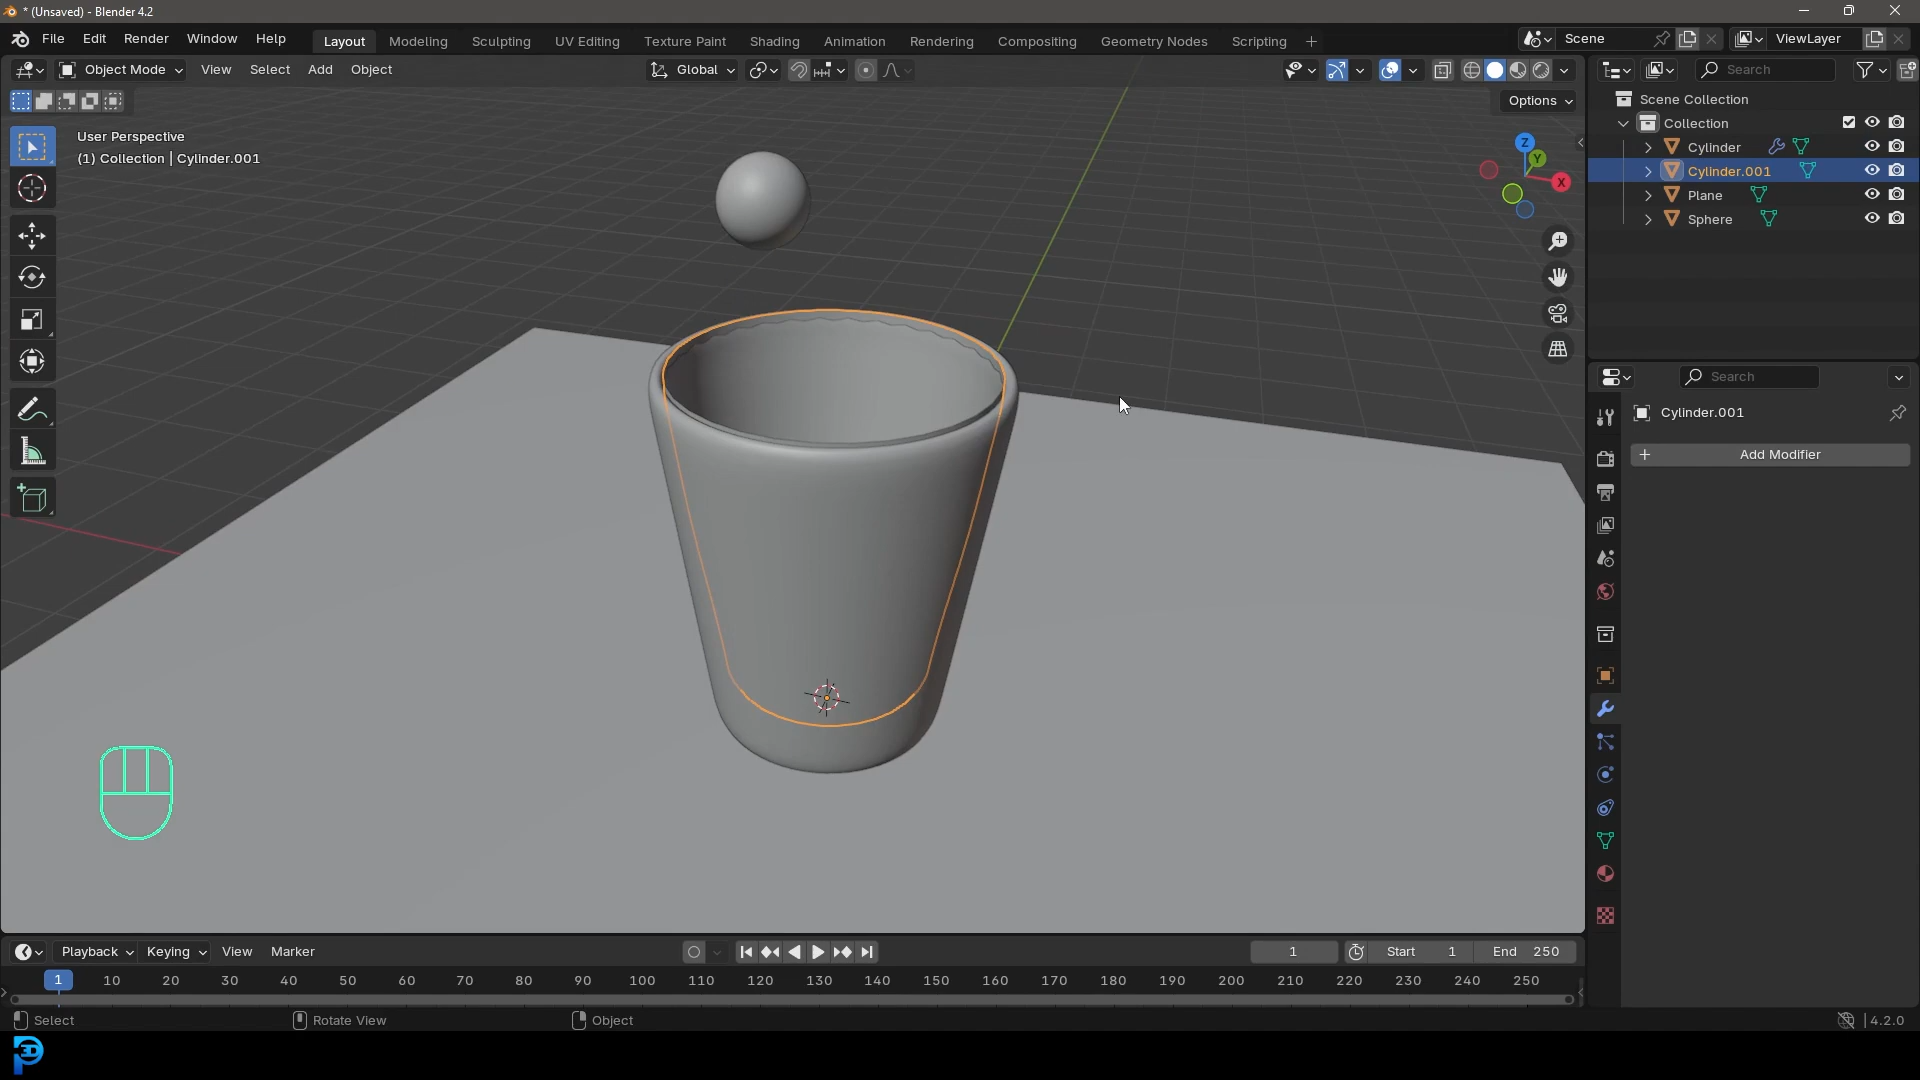 * (Unsaved) - Blender 4.2
File Edit Render Window Help Layout Modeling Sculpting UV Editing Texture Paint Shading Animation Rendering Compositing Geometry Nodes Scripting + Scene ViewLayer
Object Mode View Select Add Object Global Search
Options
User Perspective
(1) Collection | Cylinder.001
Scene Collection
Collection
Cylinder
Cylinder.001
Plane
Sphere
Z
Y
X
Search
Cylinder.001
+ Add Modifier
Playback Keying View Marker 1 Start 1 End 250
1 10 20 30 40 50 60 70 80 90 100 110 120 130 140 150 160 170 180 190 200 210 220 230 240 250
Select Rotate View Object 4.2.0
3D